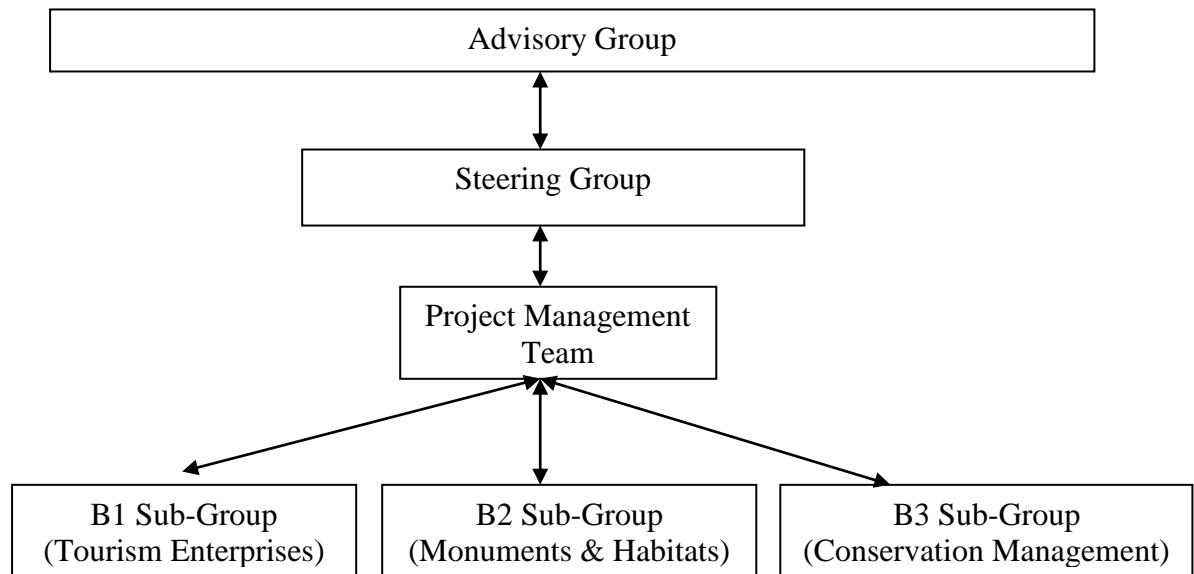 Advisory Group
Steering Group
Project Management
Team
B1 Sub-Group
(Tourism Enterprises)
B2 Sub-Group
(Monuments & Habitats)
B3 Sub-Group
(Conservation Management)